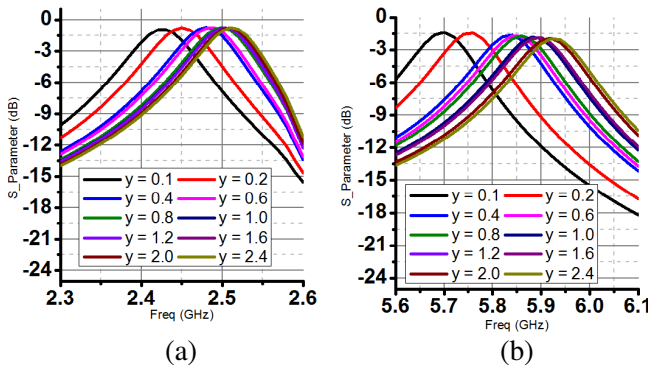 0
-3
-6
-9
-12
-15
-18
-21
-24
S_Parameter (dB)
y = 0.1 y = 0.2
y = 0.4 y = 0.6
y = 0.8 y = 1.0
y = 1.2 y = 1.6
y = 2.0 y = 2.4
2.3 2.4 2.5 2.6
Freq (GHz)
(a)
0
-3
-6
-9
-12
-15
-18
-21
-24
S_Parameter (dB)
y = 0.1 y = 0.2
y = 0.4 y = 0.6
y = 0.8 y = 1.0
y = 1.2 y = 1.6
y = 2.0 y = 2.4
5.6 5.7 5.8 5.9 6.0 6.1
Freq (GHz)
(b)